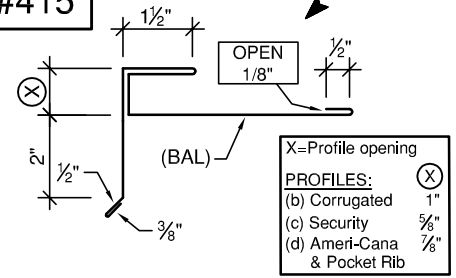 #415
1½"
½"
OPEN
1/8"
X
2"
½"
(BAL)
⅜"
X=Profile opening
PROFILES: X
(b) Corrugated 1"
(c) Security ⅝"
(d) Ameri-Cana ⅞"
& Pocket Rib